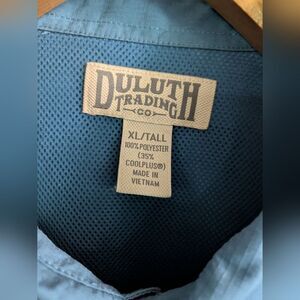 DULUTH
TRADING
CO
XL/TALL
100% POLYESTER
(35%
COOLPLUS®)
MADE IN
VIETNAM